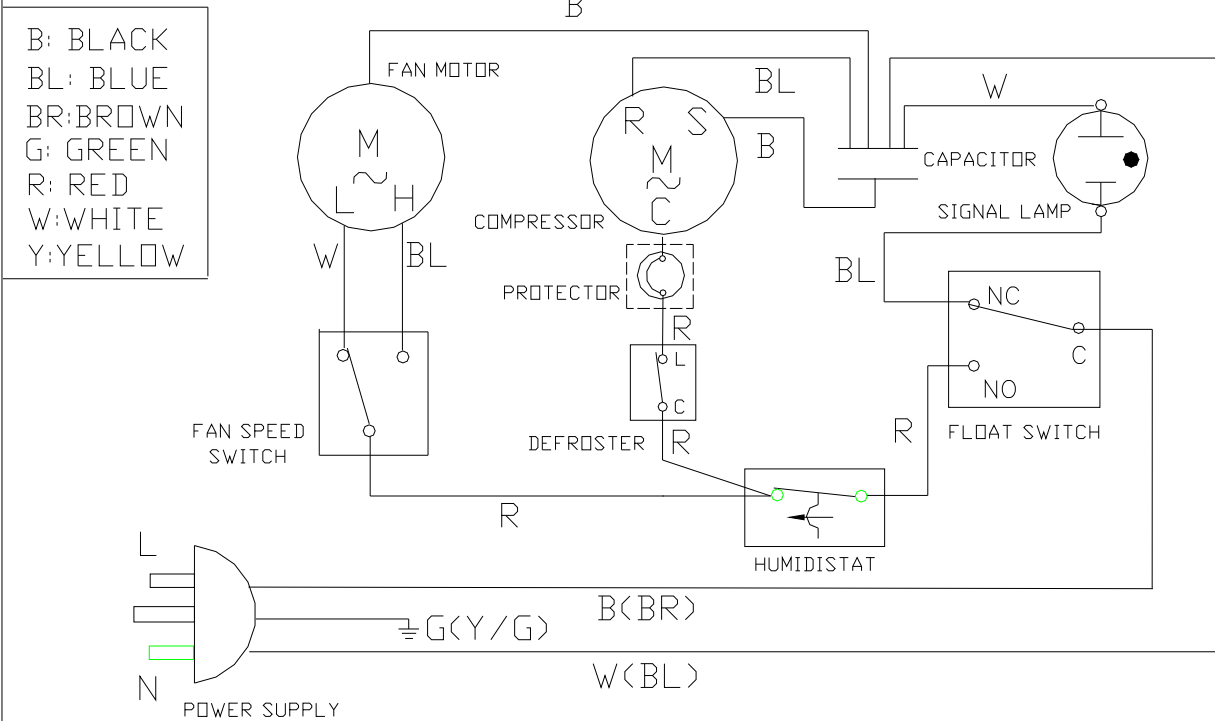 B: BLACK
BL: BLUE
BR:BROWN
G: GREEN
R: RED
W:WHITE
Y:YELLOW
B
FAN MOTOR
M
L H
W BL
FAN SPEED
SWITCH
BL
R S
M
C
B
COMPRESSOR
PROTECTOR
R
L
C
DEFROSTER R
W
CAPACITOR
SIGNAL LAMP
BL
NC
C
NO
FLOAT SWITCH
R
R
HUMIDISTAT
L
B(BR)
G(Y/G)
W(BL)
N
POWER SUPPLY